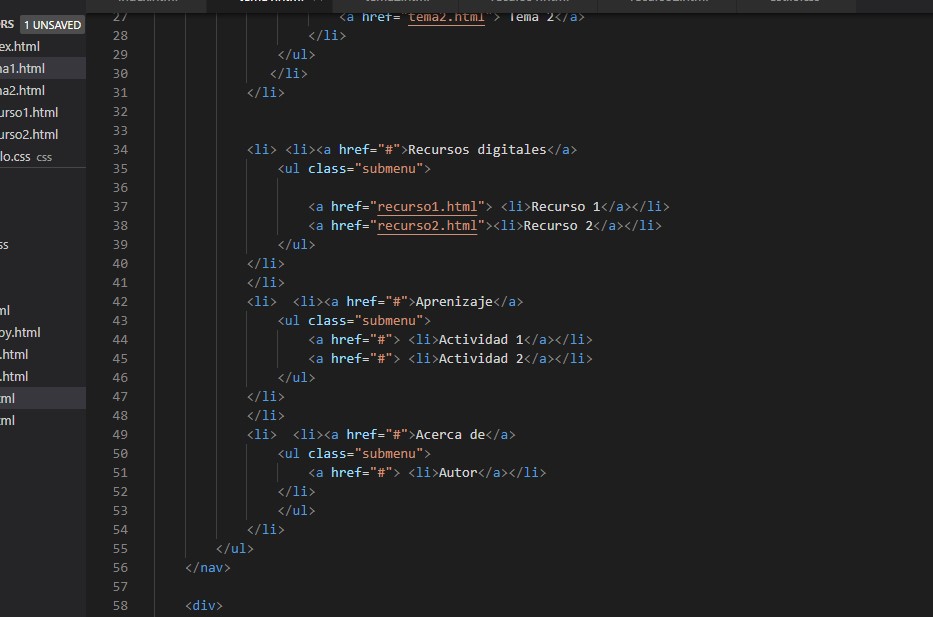 ORS 1 UNSAVED
ex.html
ma1.html
ma2.html
urso1.html
urso2.html
lo.css css
ss
ml
py.html
.html
.html
tml
tml
27 <a href="tema2.html"> Tema 2</a>
28 </li>
29 </ul>
30 </li>
31 </li>
32
33
34 <li> <li><a href="#">Recursos digitales</a>
35 <ul class="submenu">
36
37 <a href="recurso1.html"> <li>Recurso 1</a></li>
38 <a href="recurso2.html"><li>Recurso 2</a></li>
39 </ul>
40 </li>
41 </li>
42 <li>  <li><a href="#">Aprenizaje</a>
43 <ul class="submenu">
44 <a href="#"> <li>Actividad 1</a></li>
45 <a href="#"> <li>Actividad 2</a></li>
46 </ul>
47 </li>
48 </li>
49 <li>  <li><a href="#">Acerca de</a>
50 <ul class="submenu">
51 <a href="#"> <li>Autor</a></li>
52 </li>
53 </ul>
54 </li>
55 </ul>
56 </nav>
57
58 <div>